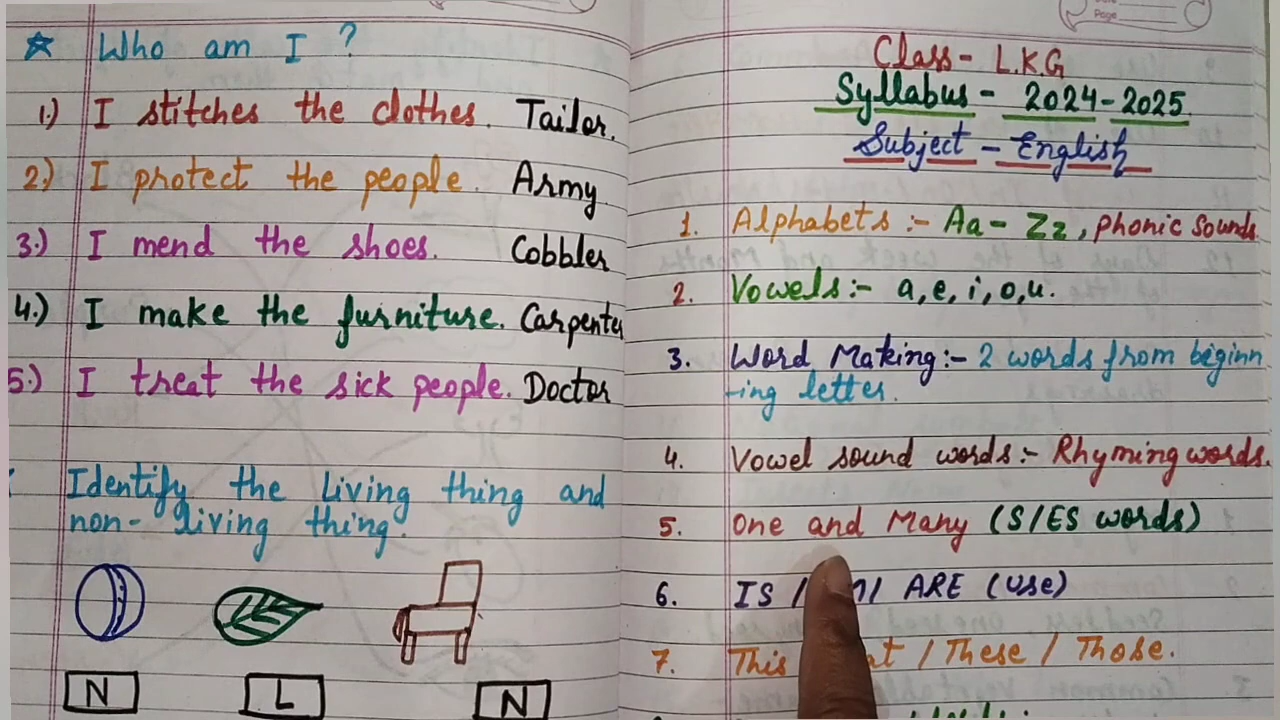 Who am I ?
1.) I stitches the clothes. Tailor.
2.) I protect the people. Army
3.) I mend the shoes. Cobbler
4.) I make the furniture. Carpenter
5.) I treat the sick people. Doctor
Identify the living thing and
non- living thing.
N L N
Page
Class - L.K.G
Syllabus - 2024-2025
Subject - English
1. Alphabets :- Aa - Zz, phonic sounds
2. Vowels :- a, e, i, o, u.
3. Word Making :- 2 words from biginn
-ing letter.
4. Vowel sound words :- Rhyming words.
5. One and Many (S/ES words)
6. IS / ARE (use)
7. This / These / Those.